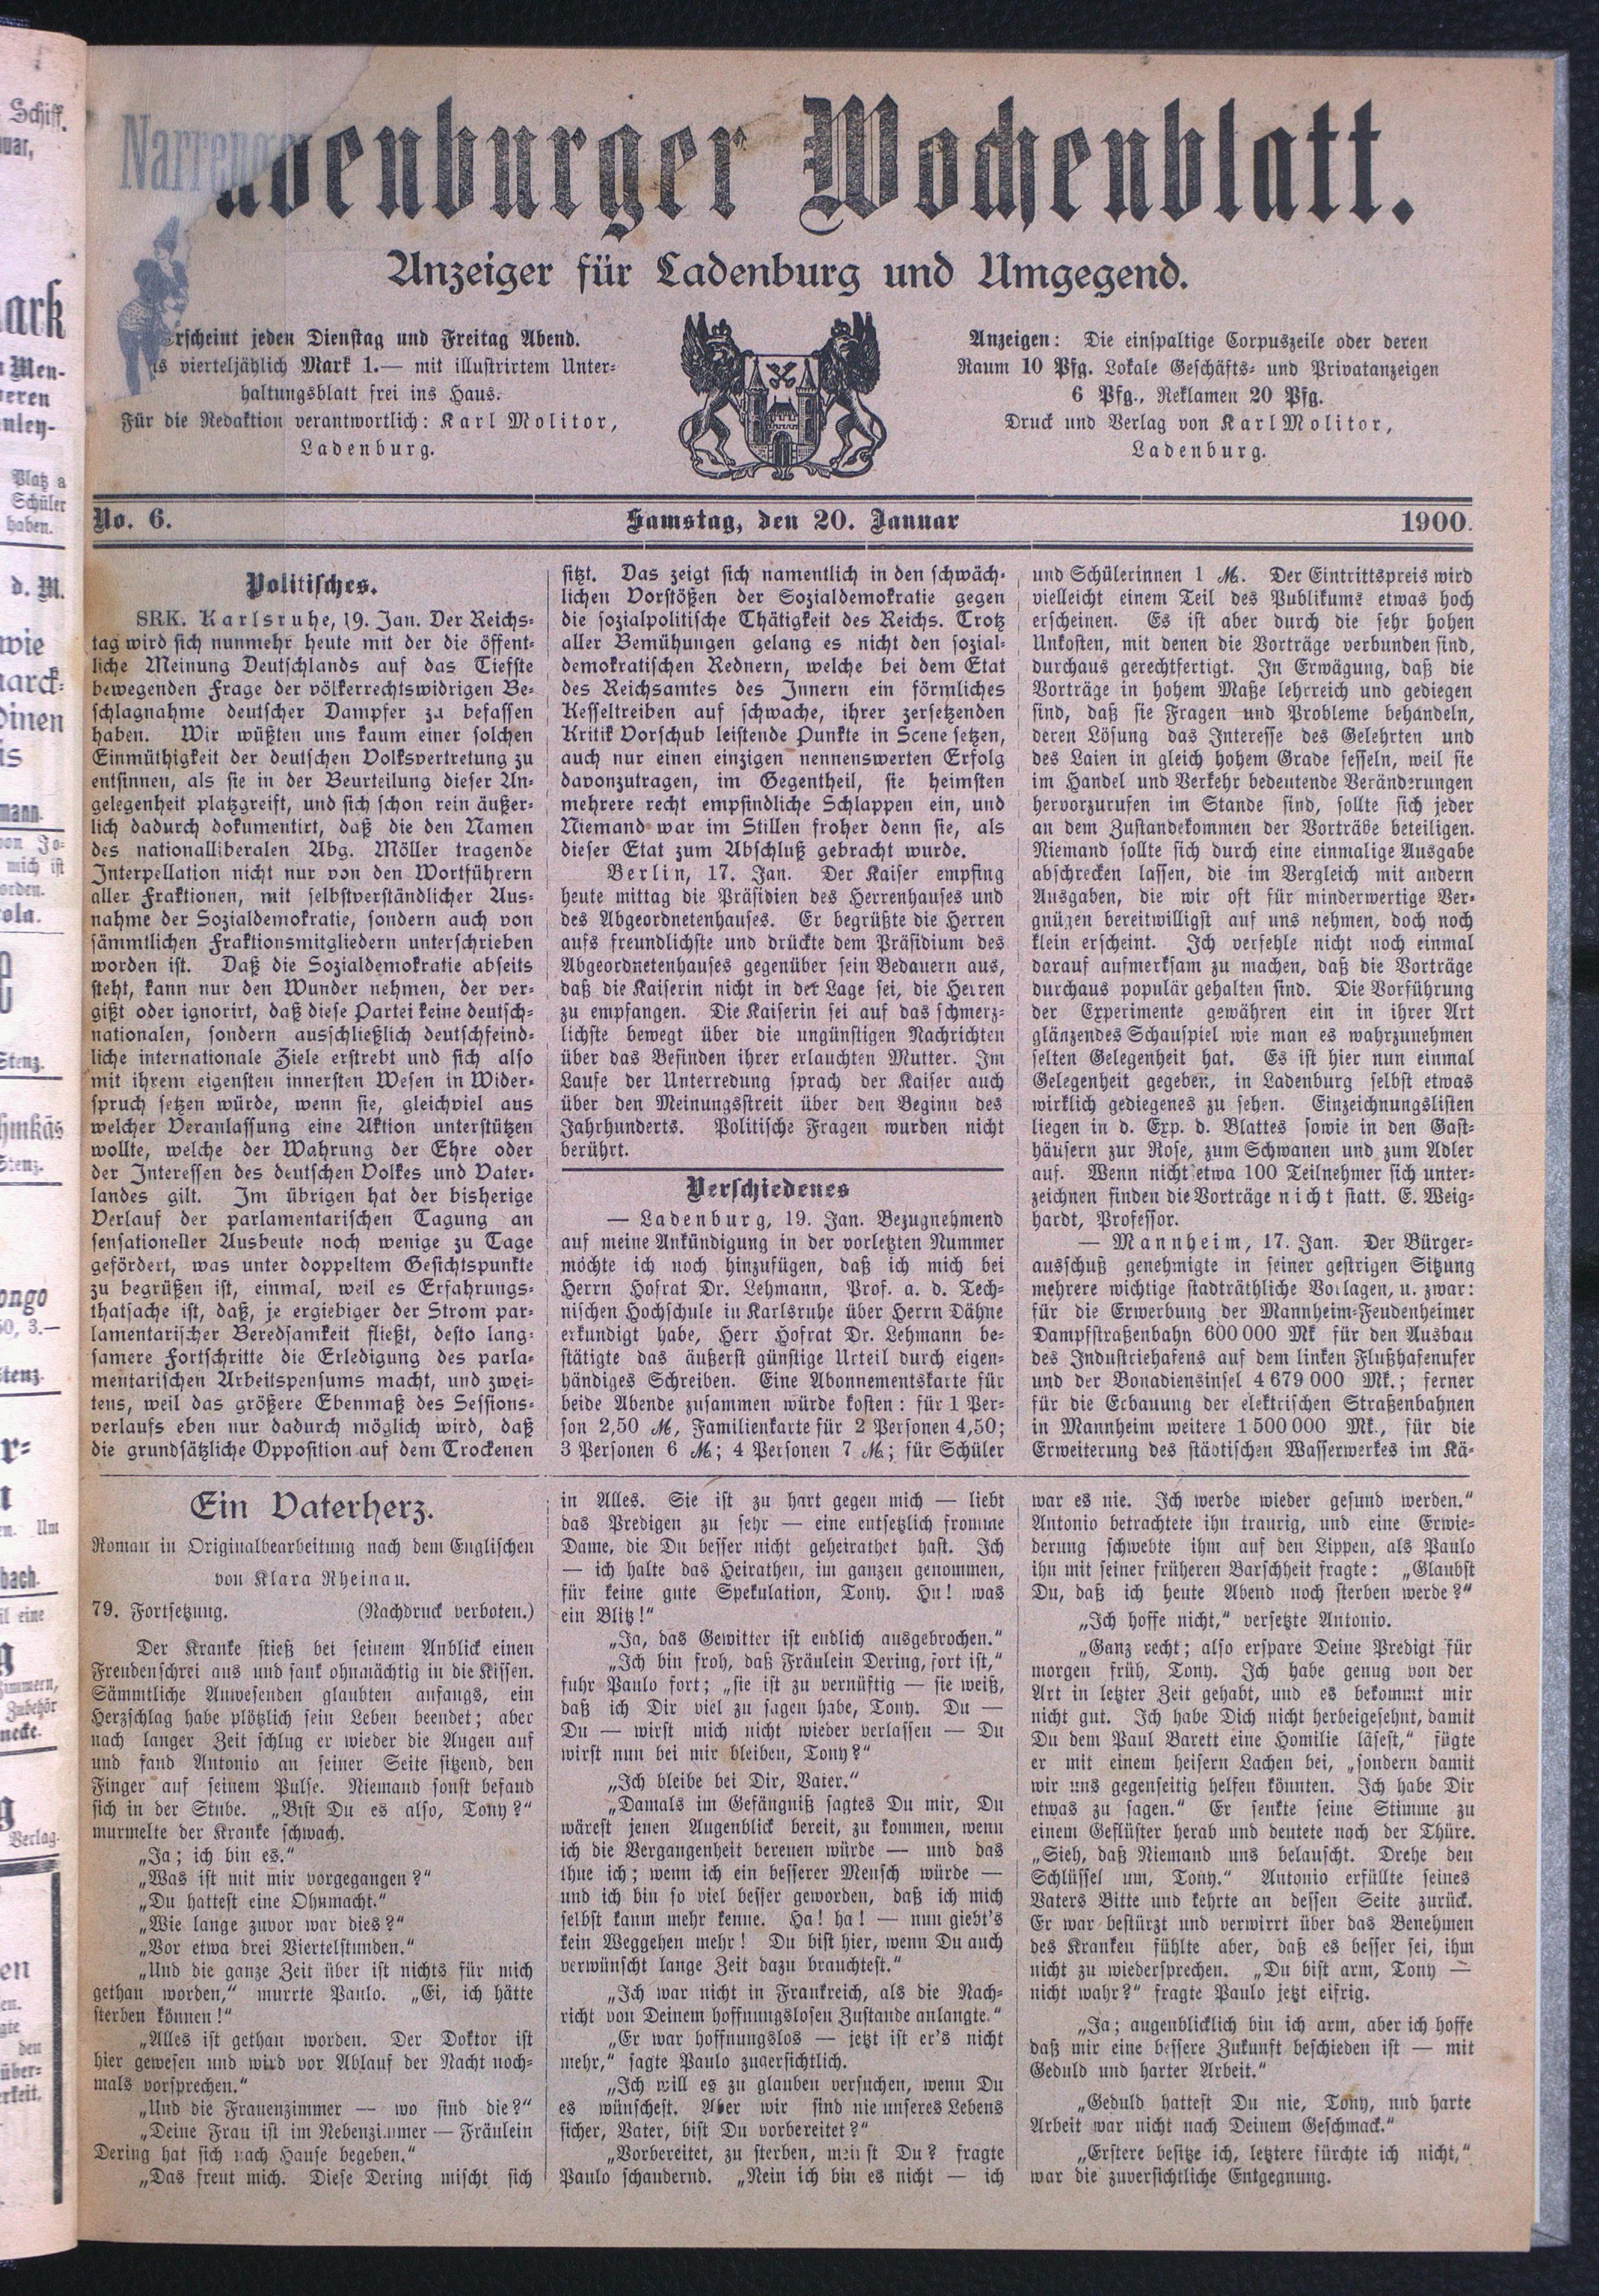 Schiff.
uar,
ark
Men-
eren
nley-
Platz a
Schüler
haben.
d. M.
wie
arck-
dinen
is
mann.
von Jo-
mich ist
orden.
ola.
Stenz.
hmkäs
Stenz.
ongo
50, 3.—
Stenz.
r-
Um
bach.
il eine
g
Zimmern,
Zubehör
necke.
g
Verlag.
en
den
über-
erkeit.
Narreng
adenburger Wochenblatt.
Anzeiger für Ladenburg und Umgegend.
Erscheint jeden Dienstag und Freitag Abend.
is vierteljählich Mark 1.— mit illustrirtem Unter-
haltungsblatt frei ins Haus.
Für die Redaktion verantwortlich: Karl Molitor,
Ladenburg.
Anzeigen: Die einspaltige Corpuszeile oder deren
Raum 10 Pfg. Lokale Geschäfts- und Privatanzeigen
6 Pfg., Reklamen 20 Pfg.
Druck und Verlag von Karl Molitor,
Ladenburg.
No. 6. Samstag, den 20. Januar 1900.
Politisches.
SRK. Karlsruhe, 19. Jan. Der Reichs-
tag wird sich nunmehr heute mit der die öffent-
liche Meinung Deutschlands auf das Tiefste
bewegenden Frage der völkerrechtswidrigen Be-
schlagnahme deutscher Dampfer zu befassen
haben. Wir wüßten uns kaum einer solchen
Einmüthigkeit der deutschen Volksvertretung zu
entsinnen, als sie in der Beurteilung dieser An-
gelegenheit platzgreift, und sich schon rein äußer-
lich dadurch dokumentirt, daß die den Namen
des nationalliberalen Abg. Möller tragende
Interpellation nicht nur von den Wortführern
aller Fraktionen, mit selbstverständlicher Aus-
nahme der Sozialdemokratie, sondern auch von
sämmtlichen Fraktionsmitgliedern unterschrieben
worden ist. Daß die Sozialdemokratie abseits
steht, kann nur den Wunder nehmen, der ver-
gißt oder ignorirt, daß diese Partei keine deutsch-
nationalen, sondern ausschließlich deutschfeind-
liche internationale Ziele erstrebt und sich also
mit ihrem eigensten innersten Wesen in Wider-
spruch setzen würde, wenn sie, gleichviel aus
welcher Veranlassung eine Aktion unterstützen
wollte, welche der Wahrung der Ehre oder
der Interessen des deutschen Volkes und Vater-
landes gilt. Im übrigen hat der bisherige
Verlauf der parlamentarischen Tagung an
sensationeller Ausbeute noch wenige zu Tage
gefördert, was unter doppeltem Gesichtspunkte
zu begrüßen ist, einmal, weil es Erfahrungs-
thatsache ist, daß, je ergiebiger der Strom par-
lamentarischer Beredsamkeit fließt, desto lang-
samere Fortschritte die Erledigung des parla-
mentarischen Arbeitspensums macht, und zwei-
tens, weil das größere Ebenmaß des Sessions-
verlaufs eben nur dadurch möglich wird, daß
die grundsätzliche Opposition auf dem Trockenen
sitzt. Das zeigt sich namentlich in den schwäch-
lichen Vorstößen der Sozialdemokratie gegen
die sozialpolitische Thätigkeit des Reichs. Trotz
aller Bemühungen gelang es nicht den sozial-
demokratischen Rednern, welche bei dem Etat
des Reichsamtes des Innern ein förmliches
Kesseltreiben auf schwache, ihrer zersetzenden
Kritik Vorschub leistende Punkte in Scene setzen,
auch nur einen einzigen nennenswerten Erfolg
davonzutragen, im Gegentheil, sie heimsten
mehrere recht empfindliche Schlappen ein, und
Niemand war im Stillen froher denn sie, als
dieser Etat zum Abschluß gebracht wurde.
Berlin, 17. Jan. Der Kaiser empfing
heute mittag die Präsidien des Herrenhauses und
des Abgeordnetenhauses. Er begrüßte die Herren
aufs freundlichste und drückte dem Präsidium des
Abgeordnetenhauses gegenüber sein Bedauern aus,
daß die Kaiserin nicht in der Lage sei, die Herren
zu empfangen. Die Kaiserin sei auf das schmerz-
lichste bewegt über die ungünstigen Nachrichten
über das Befinden ihrer erlauchten Mutter. Im
Laufe der Unterredung sprach der Kaiser auch
über den Meinungsstreit über den Beginn des
Jahrhunderts. Politische Fragen wurden nicht
berührt.
Verschiedenes
— Ladenburg, 19. Jan. Bezugnehmend
auf meine Ankündigung in der vorletzten Nummer
möchte ich noch hinzufügen, daß ich mich bei
Herrn Hofrat Dr. Lehmann, Prof. a. d. Tech-
nischen Hochschule in Karlsruhe über Herrn Dähne
erkundigt habe, Herr Hofrat Dr. Lehmann be-
stätigte das äußerst günstige Urteil durch eigen-
händiges Schreiben. Eine Abonnementskarte für
beide Abende zusammen würde kosten: für 1 Per-
son 2,50 M, Familienkarte für 2 Personen 4,50;
3 Personen 6 M; 4 Personen 7 M; für Schüler
und Schülerinnen 1 M. Der Eintrittspreis wird
vielleicht einem Teil des Publikums etwas hoch
erscheinen. Es ist aber durch die sehr hohen
Unkosten, mit denen die Vorträge verbunden sind,
durchaus gerechtfertigt. In Erwägung, daß die
Vorträge in hohem Maße lehrreich und gediegen
sind, daß sie Fragen und Probleme behandeln,
deren Lösung das Interesse des Gelehrten und
des Laien in gleich hohem Grade fesseln, weil sie
im Handel und Verkehr bedeutende Veränderungen
hervorzurufen im Stande sind, sollte sich jeder
an dem Zustandekommen der Vorträge beteiligen.
Niemand sollte sich durch eine einmalige Ausgabe
abschrecken lassen, die im Vergleich mit andern
Ausgaben, die wir oft für minderwertige Ver-
gnügen bereitwilligst auf uns nehmen, doch noch
klein erscheint. Ich verfehle nicht noch einmal
darauf aufmerksam zu machen, daß die Vorträge
durchaus populär gehalten sind. Die Vorführung
der Experimente gewähren ein in ihrer Art
glänzendes Schauspiel wie man es wahrzunehmen
selten Gelegenheit hat. Es ist hier nun einmal
Gelegenheit gegeben, in Ladenburg selbst etwas
wirklich gediegenes zu sehen. Einzeichnungslisten
liegen in d. Exp. d. Blattes sowie in den Gast-
häusern zur Rose, zum Schwanen und zum Adler
auf. Wenn nicht etwa 100 Teilnehmer sich unter-
zeichnen finden die Vorträge nicht statt. E. Weig-
hardt, Professor.
— Mannheim, 17. Jan. Der Bürger-
ausschuß genehmigte in seiner gestrigen Sitzung
mehrere wichtige stadträthliche Vorlagen, u. zwar:
für die Erwerbung der Mannheim-Feudenheimer
Dampfstraßenbahn 600 000 Mk für den Ausbau
des Industriehafens auf dem linken Flußhafenufer
und der Bonadiensinsel 4 679 000 Mk.; ferner
für die Erbauung der elektrischen Straßenbahnen
in Mannheim weitere 1 500 000 Mk., für die
Erweiterung des städtischen Wasserwerkes im Kä-
Ein Vaterherz.
Roman in Originalbearbeitung nach dem Englischen
von Klara Rheinau.
79. Fortsetzung. (Nachdruck verboten.)
Der Kranke stieß bei seinem Anblick einen
Freudenschrei aus und sank ohnmächtig in die Kissen.
Sämmtliche Anwesenden glaubten anfangs, ein
Herzschlag habe plötzlich sein Leben beendet; aber
nach langer Zeit schlug er wieder die Augen auf
und fand Antonio an seiner Seite sitzend, den
Finger auf seinem Pulse. Niemand sonst befand
sich in der Stube. „Bist Du es also, Tony?“
murmelte der Kranke schwach.
„Ja; ich bin es.“
„Was ist mit mir vorgegangen?“
„Du hattest eine Ohnmacht.“
„Wie lange zuvor war dies?“
„Vor etwa drei Viertelstunden.“
„Und die ganze Zeit über ist nichts für mich
gethan worden,“ murrte Paulo. „Ei, ich hätte
sterben können!“
„Alles ist gethan worden. Der Doktor ist
hier gewesen und wird vor Ablauf der Nacht noch-
mals vorsprechen.“
„Und die Frauenzimmer — wo sind die?“
„Deine Frau ist im Nebenzimmer — Fräulein
Dering hat sich nach Hause begeben.“
„Das freut mich. Diese Dering mischt sich
in Alles. Sie ist zu hart gegen mich — liebt
das Predigen zu sehr — eine entsetzlich fromme
Dame, die Du besser nicht geheirathet hast. Ich
— ich halte das Heirathen, im ganzen genommen,
für keine gute Spekulation, Tony. Hu! was
ein Blitz!“
„Ja, das Gewitter ist endlich ausgebrochen.“
„Ich bin froh, daß Fräulein Dering, fort ist,“
fuhr Paulo fort; „sie ist zu vernüftig — sie weiß,
daß ich Dir viel zu sagen habe, Tony. Du —
Du — wirst mich nicht wieder verlassen — Du
wirst nun bei mir bleiben, Tony?“
„Ich bleibe bei Dir, Vater.“
„Damals im Gefängniß sagtes Du mir, Du
wärest jenen Augenblick bereit, zu kommen, wenn
ich die Vergangenheit bereuen würde — und das
thue ich; wenn ich ein besserer Mensch würde —
und ich bin so viel besser geworden, daß ich mich
selbst kaum mehr kenne. Ha! ha! — nun giebt's
kein Weggehen mehr! Du bist hier, wenn Du auch
verwünscht lange Zeit dazu brauchtest.“
„Ich war nicht in Frankreich, als die Nach-
richt von Deinem hoffnungslosen Zustande anlangte.“
„Er war hoffnungslos — jetzt ist er's nicht
mehr,“ sagte Paulo zuversichtlich.
„Ich will es zu glauben versuchen, wenn Du
es wünschest. Aber wir sind nie unseres Lebens
sicher, Vater, bist Du vorbereitet?“
„Vorbereitet, zu sterben, meinst Du? fragte
Paulo schaudernd. „Nein ich bin es nicht — ich
war es nie. Ich werde wieder gesund werden.“
Antonio betrachtete ihn traurig, und eine Erwie-
derung schwebte ihm auf den Lippen, als Paulo
ihn mit seiner früheren Barschheit fragte: „Glaubst
Du, daß ich heute Abend noch sterben werde?“
„Ich hoffe nicht,“ versetzte Antonio.
„Ganz recht; also erspare Deine Predigt für
morgen früh, Tony. Ich habe genug von der
Art in letzter Zeit gehabt, und es bekommt mir
nicht gut. Ich habe Dich nicht herbeigesehnt, damit
Du dem Paul Barett eine Homilie läsest,“ fügte
er mit einem heisern Lachen bei, „sondern damit
wir uns gegenseitig helfen könnten. Ich habe Dir
etwas zu sagen.“ Er senkte seine Stimme zu
einem Geflüster herab und deutete nach der Thüre.
„Sieh, daß Niemand uns belauscht. Drehe den
Schlüssel um, Tony.“ Antonio erfüllte seines
Vaters Bitte und kehrte an dessen Seite zurück.
Er war bestürzt und verwirrt über das Benehmen
des Kranken fühlte aber, daß es besser sei, ihm
nicht zu wiedersprechen. „Du bist arm, Tony —
nicht wahr?“ fragte Paulo jetzt eifrig.
„Ja; augenblicklich bin ich arm, aber ich hoffe
daß mir eine bessere Zukunft beschieden ist — mit
Geduld und harter Arbeit.“
„Geduld hattest Du nie, Tony, und harte
Arbeit war nicht nach Deinem Geschmack.“
„Erstere besitze ich, letztere fürchte ich nicht,“
war die zuversichtliche Entgegnung.